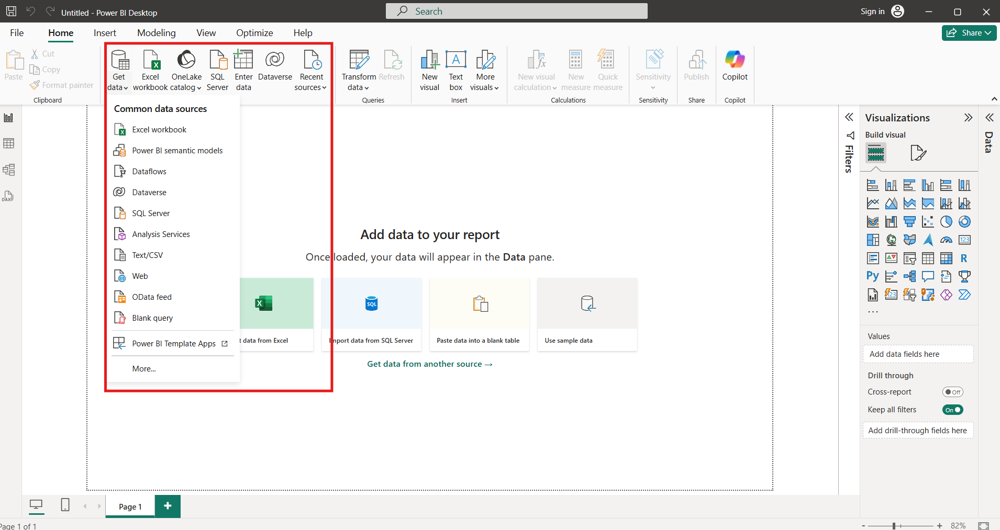 Untitled - Power BI Desktop
Search
Sign in
File
Home
Insert
Modeling
View
Optimize
Help
Share
Paste
Cut
Copy
Format painter
Clipboard
Get data
Excel workbook
OneLake catalog
SQL Server
Enter data
Dataverse
Recent sources
Transform data
Refresh
Queries
New visual
Text box
A
More visuals
Insert
New visual calculation
New measure
Quick measure
Calculations
Sensitivity
Sensitivity
Publish
Share
Copilot
Copilot
Common data sources
Excel workbook
Power BI semantic models
Dataflows
Dataverse
SQL Server
Analysis Services
Text/CSV
Web
OData feed
Blank query
Power BI Template Apps
More...
DAX
Add data to your report
Once loaded, your data will appear in the Data pane.
SQL
t data from Excel
Import data from SQL Server
Paste data into a blank table
Use sample data
Get data from another source →
Filters
Visualizations
Build visual
123
R
Py
123
...
Values
Add data fields here
Drill through
Cross-report
Off
Keep all filters
On
Add drill-through fields here
Data
Page 1
Page 1 of 1
- + 82%